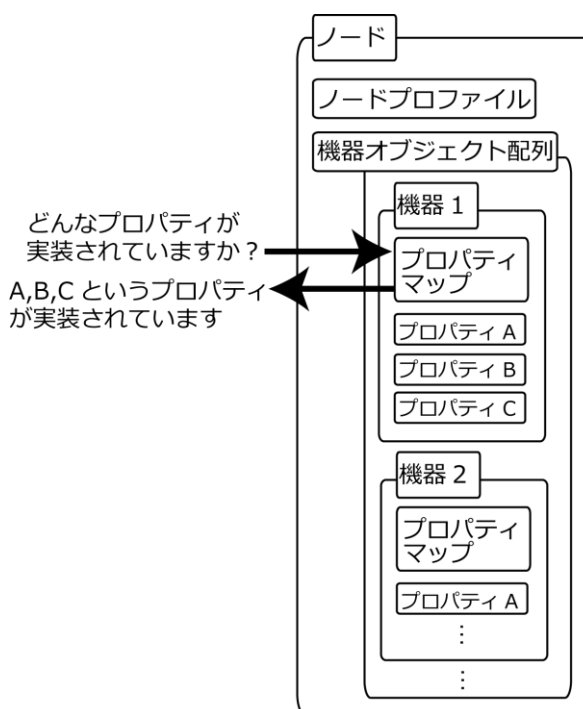 ノード
ノードプロファイル
機器オブジェクト配列
機器 1
どんなプロパティが
実装されていますか？
プロパティ
マップ
A,B,C というプロパティ
が実装されています
プロパティ A
プロパティ B
プロパティ C
機器 2
プロパティ
マップ
プロパティ A
⋮
⋮